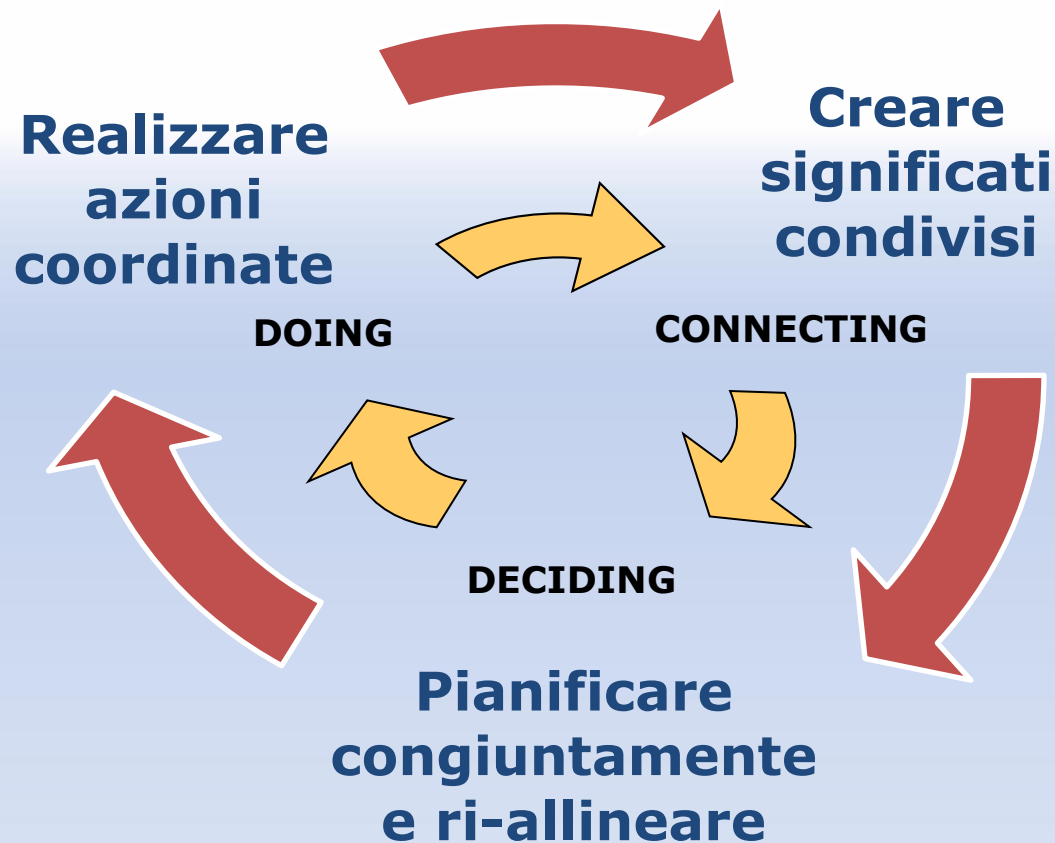 Realizzare
azioni
coordinate
Creare
significati
condivisi
DOING
CONNECTING
DECIDING
Pianificare
congiuntamente
e ri-allineare